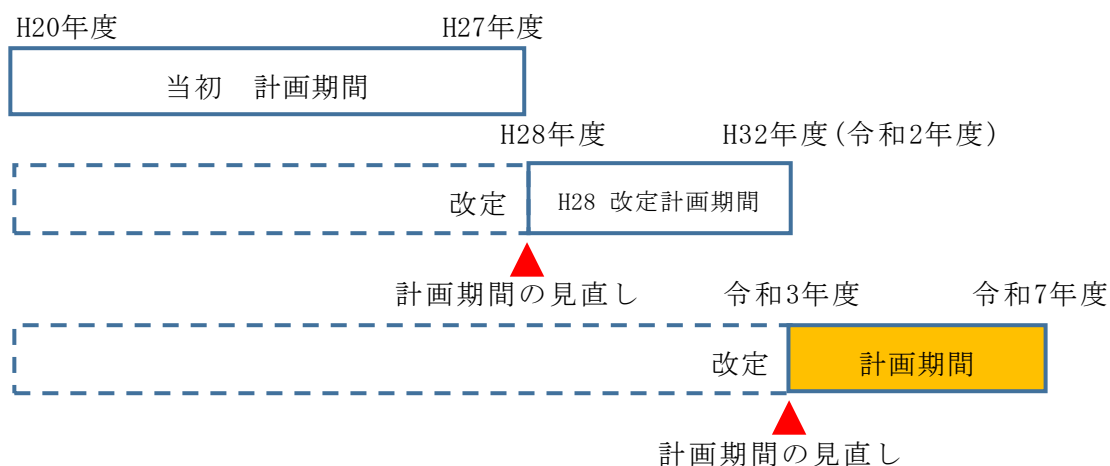 H20年度 H27年度
当初　計画期間
H28年度 H32年度(令和2年度)
改定 H28 改定計画期間
計画期間の見直し 令和3年度 令和7年度
改定 計画期間
計画期間の見直し